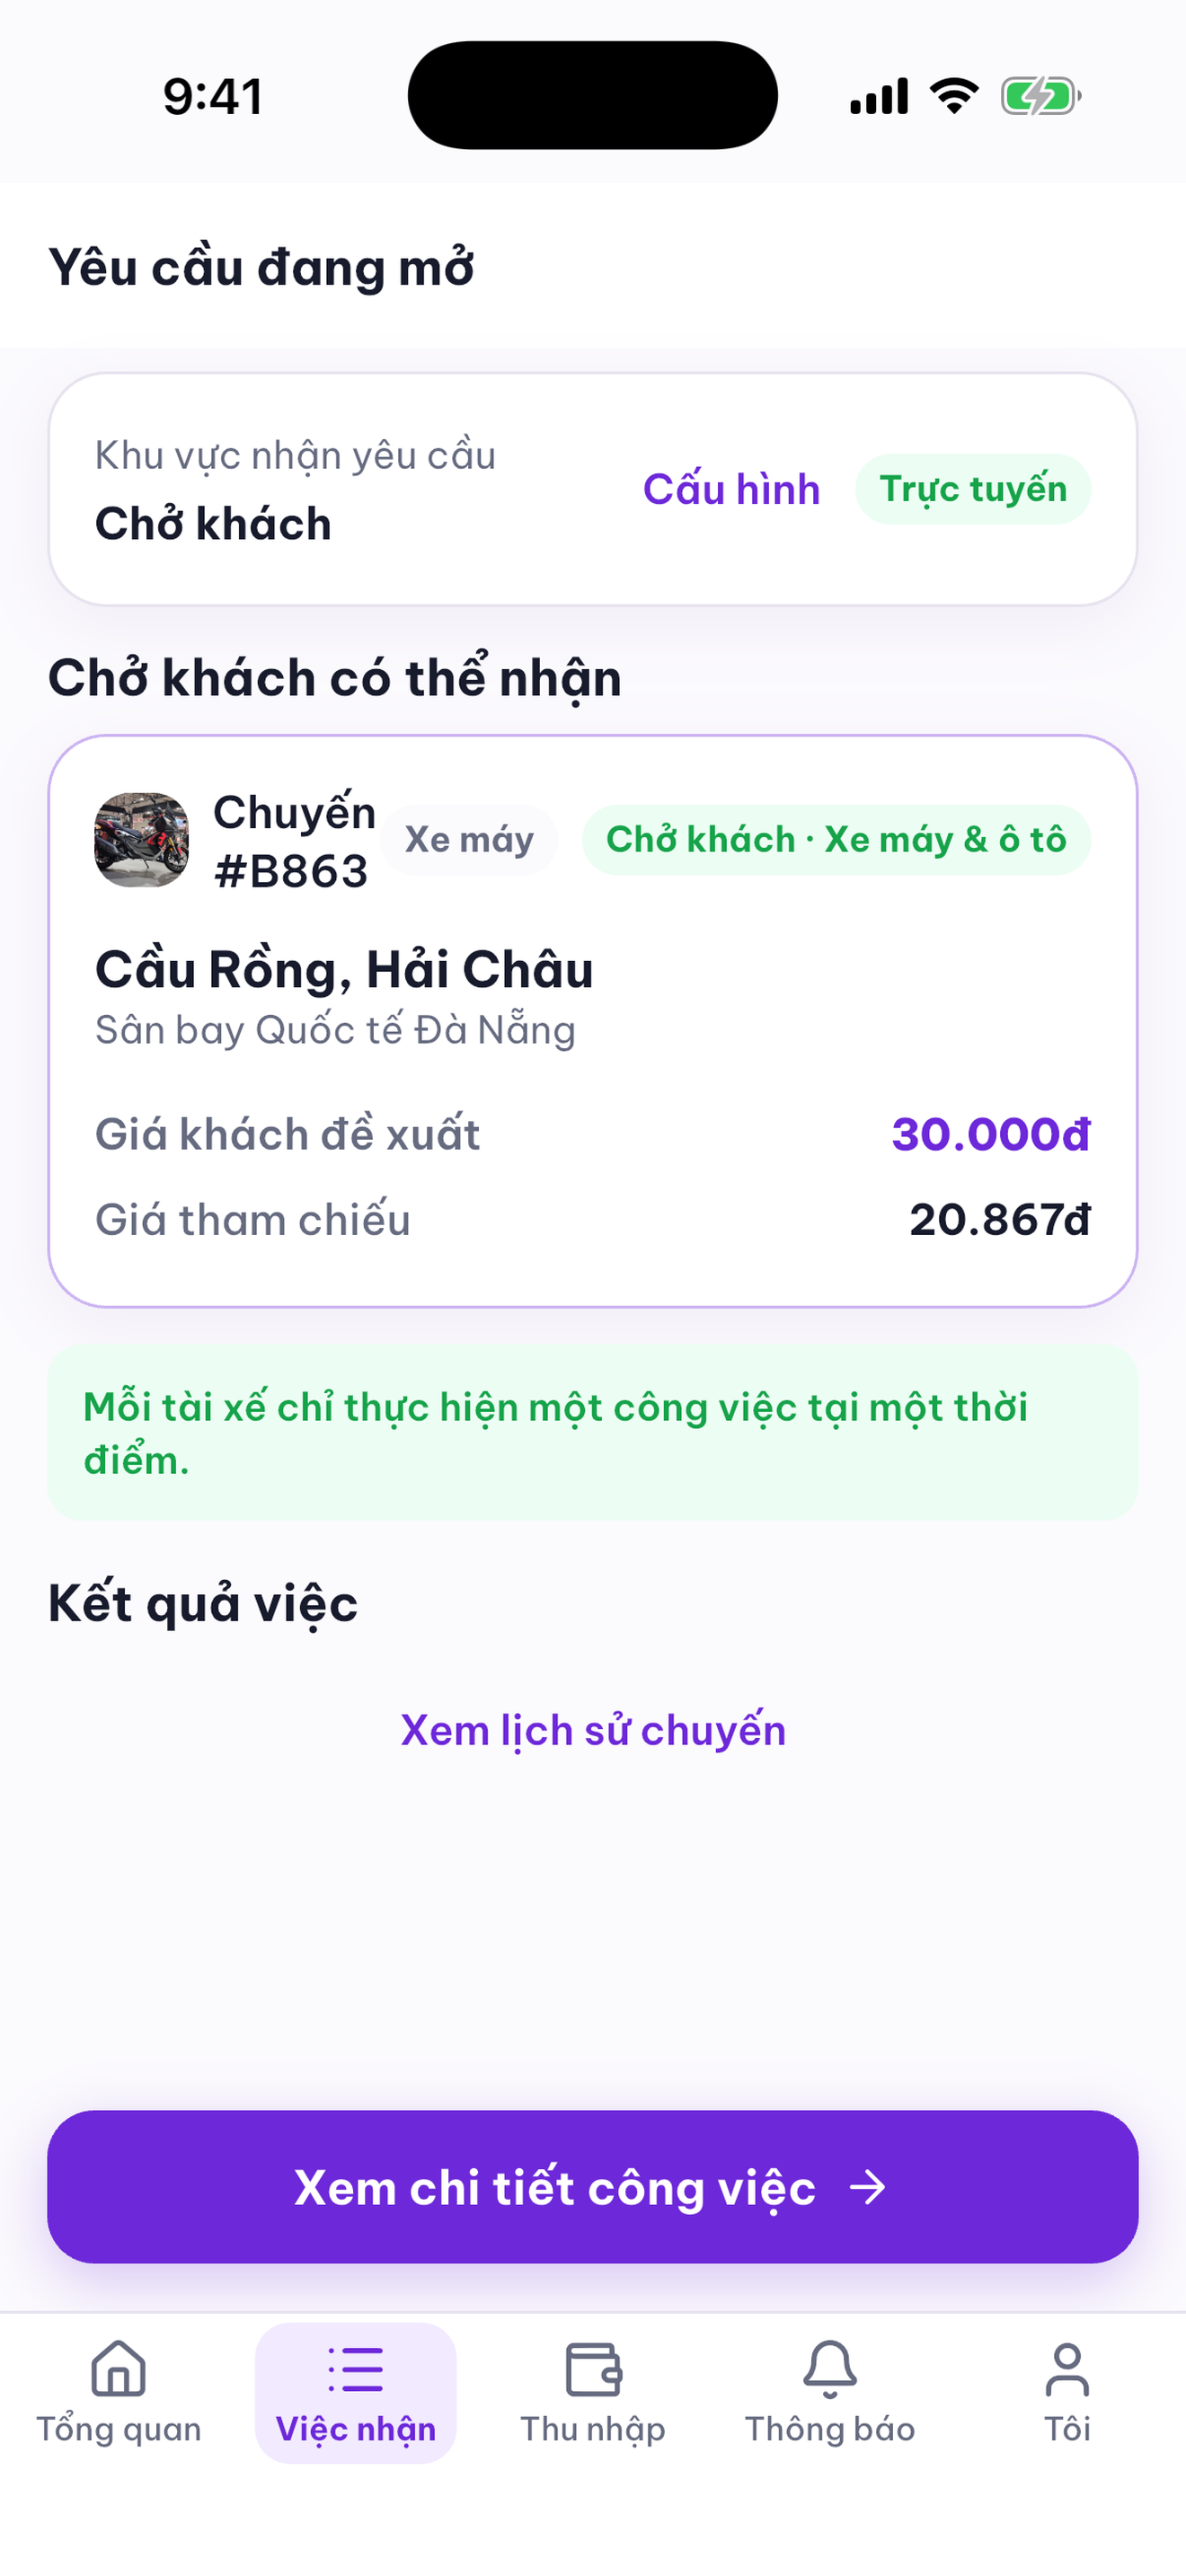 9:41
Yêu cầu đang mở
Khu vực nhận yêu cầu
Chở khách
Cấu hình
Trực tuyến
Chở khách có thể nhận
Chuyến
#B863
Xe máy
Chở khách · Xe máy & ô tô
Cầu Rồng, Hải Châu
Sân bay Quốc tế Đà Nẵng
Giá khách đề xuất 30.000đ
Giá tham chiếu 20.867đ
Mỗi tài xế chỉ thực hiện một công việc tại một thời
điểm.
Kết quả việc
Xem lịch sử chuyến
Xem chi tiết công việc →
Tổng quan Việc nhận Thu nhập Thông báo Tôi